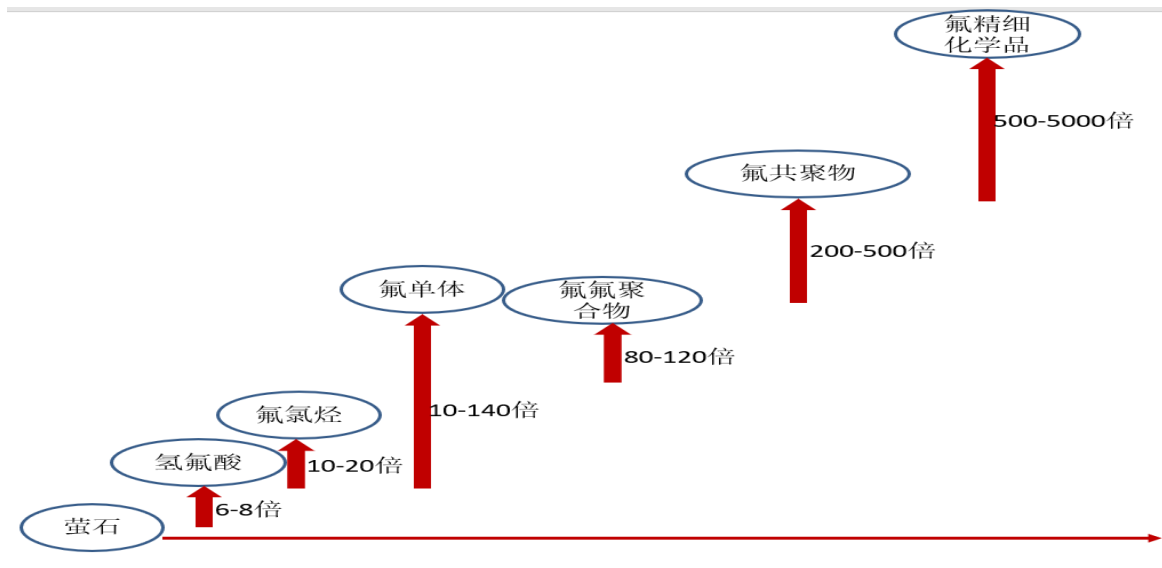 氟精细
化学品
500-5000倍
氟共聚物
200-500倍
氟单体
氟氟聚
合物
80-120倍
10-140倍
氟氯烃
10-20倍
氢氟酸
6-8倍
萤石